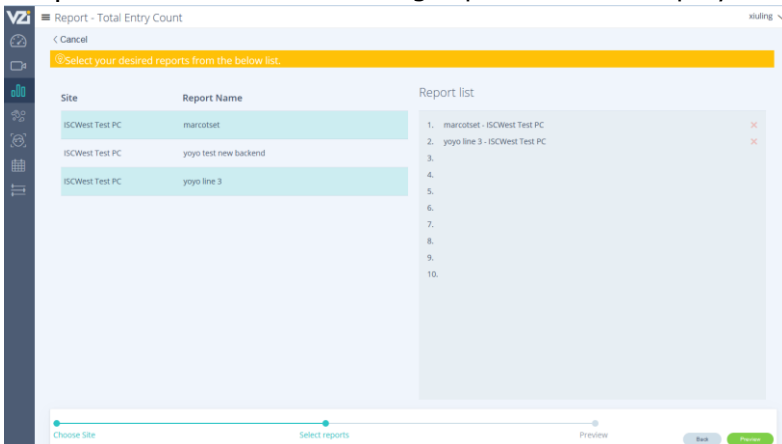 VZi
Report - Total Entry Count
xiuling
< Cancel
Select your desired reports from the below list.
Site Report Name
ISCWest Test PC marcotset
ISCWest Test PC yoyo test new backend
ISCWest Test PC yoyo line 3
Report list
1. marcotset - ISCWest Test PC
2. yoyo line 3 - ISCWest Test PC
3.
4.
5.
6.
7.
8.
9.
10.
Choose Site Select reports Preview
Back Preview